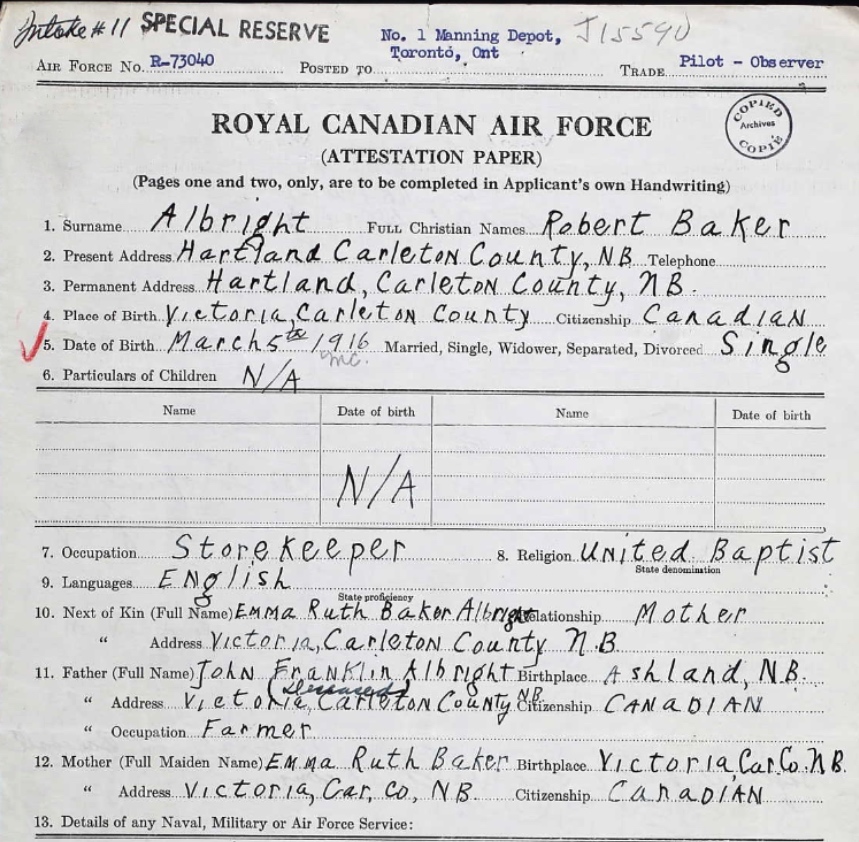 Intake #11 SPECIAL RESERVE No. 1 Manning Depot, J15590
AIR FORCE No. R-73040 POSTED TO Toronto, Ont TRADE Pilot - Observer
COPIED Archives COPIÉ
ROYAL CANADIAN AIR FORCE
(ATTESTATION PAPER)
(Pages one and two, only, are to be completed in Applicant's own Handwriting)
1. Surname Albright FULL Christian Names Robert Baker
2. Present Address Hartland Carleton County, NB Telephone
3. Permanent Address Hartland, Carleton County, NB.
4. Place of Birth Victoria, Carleton County Citizenship Canadian
5. Date of Birth March 5th 1916 Married, Single, Widower, Separated, Divorced Single
6. Particulars of Children N/A
Name Date of birth Name Date of birth
N/A
7. Occupation Storekeeper 8. Religion United Baptist
State denomination
9. Languages English
State proficiency
10. Next of Kin (Full Name) Emma Ruth Baker Albright Relationship Mother
" Address Victoria, Carleton County N.B.
11. Father (Full Name) John Franklin Albright Birthplace Ashland, N.B.
(Deceased)
" Address Victoria, Carleton County N.B. Citizenship Canadian
" Occupation Farmer
12. Mother (Full Maiden Name) Emma Ruth Baker Birthplace Victoria Car. Co. N.B.
" Address Victoria, Car, Co, NB Citizenship Canadian
13. Details of any Naval, Military or Air Force Service: